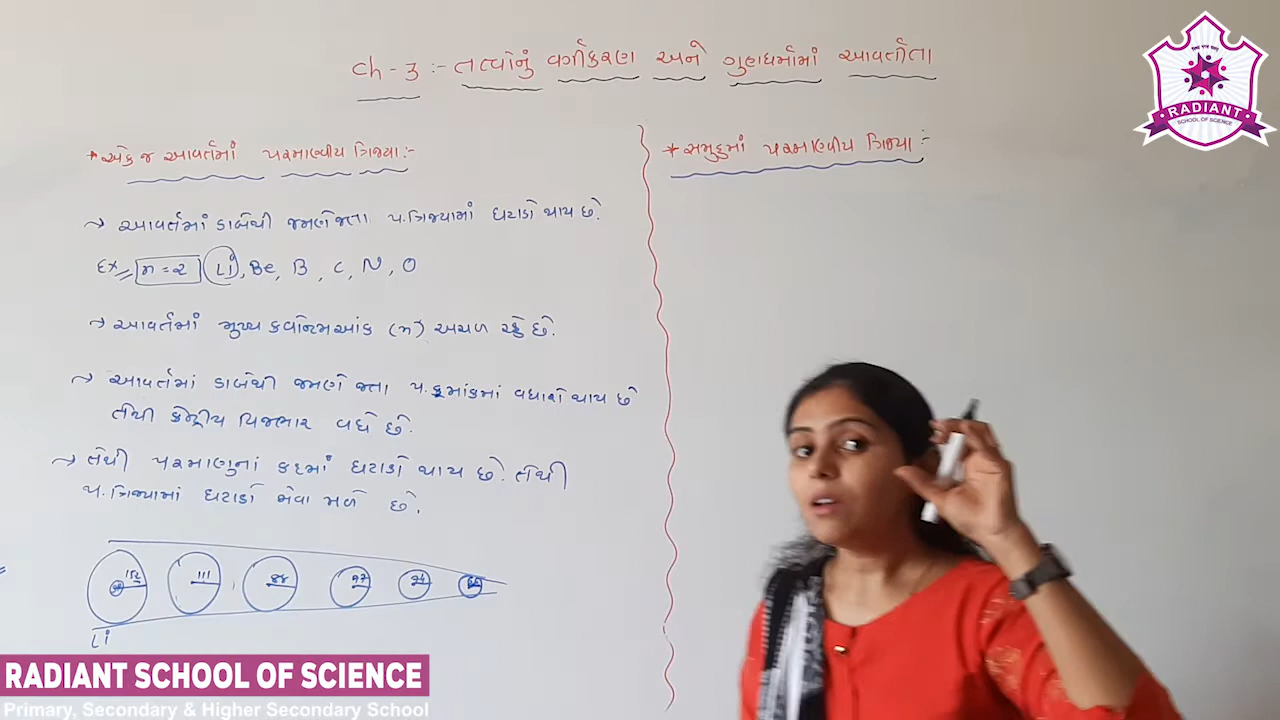 Ch - 3 :- તત્વોનું વર્ગીકરણ અને ગુણધર્મોમાં આવર્તીતા
* એક જ આવર્તમાં પરમાણ્વીય ત્રિજ્યા :-
→ આવર્તમાં ડાબેથી જમણે જતા પ.ત્રિજ્યામાં ઘટાડો થાય છે.
Ex= n = ૨ Li, Be, B, C, N, O
→ આવર્તમાં મુખ્ય ક્વોન્ટમઆંક (n) અચળ રહે છે.
→ આવર્તમાં ડાબેથી જમણે જતા પ.ક્રમાંકમાં વધારો થાય છે
તેથી કેન્દ્રીય વિજભાર વધે છે.
→ તેથી પરમાણુનાં કદમાં ઘટાડો થાય છે. તેથી
પ.ત્રિજ્યામાં ઘટાડો જોવા મળે છે.
152 111 ૮૮ ૭૭
Li
* સમુહમાં પરમાણ્વીય ત્રિજ્યા :-
RADIANT
SCHOOL OF SCIENCE
RADIANT SCHOOL OF SCIENCE
Primary, Secondary & Higher Secondary School